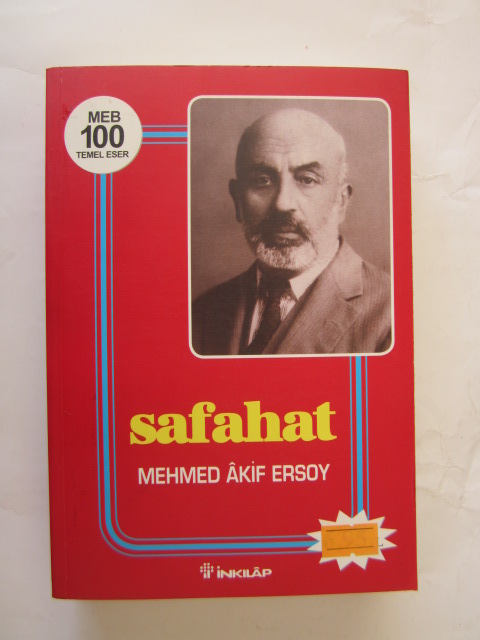 MEB
100
TEMEL ESER
safahat
MEHMED ÂKİF ERSOY
İNKILÂP